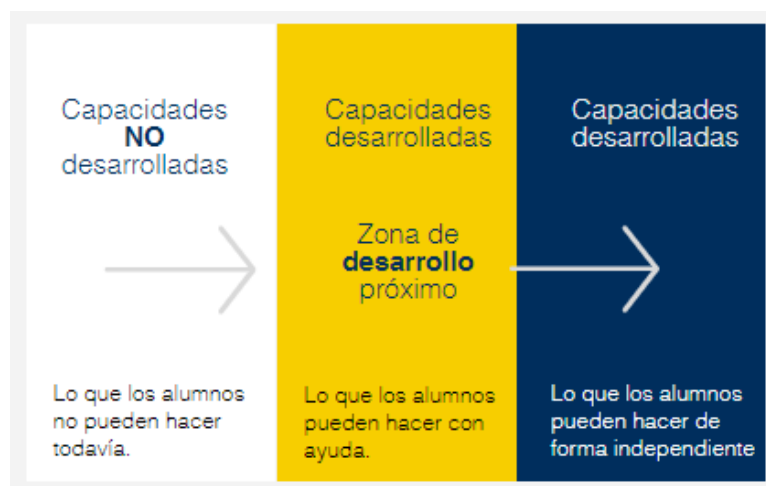 Capacidades
NO
desarrolladas
Lo que los alumnos
no pueden hacer
todavía.
Capacidades
desarrolladas
Zona de
desarrollo
próximo
Lo que los alumnos
pueden hacer con
ayuda.
Capacidades
desarrolladas
Lo que los alumnos
pueden hacer de
forma independiente